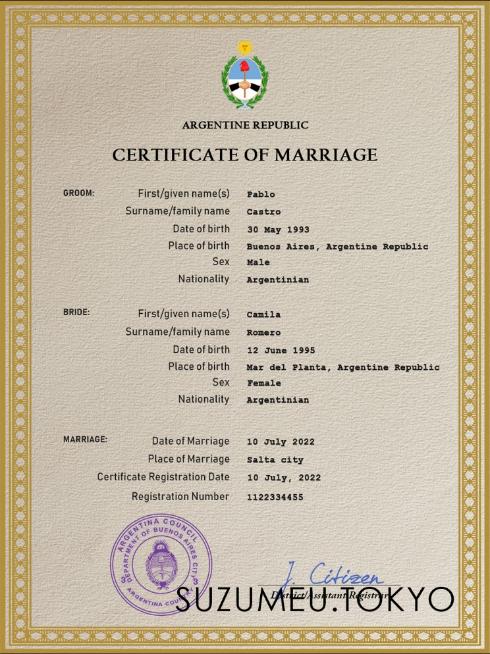 ARGENTINE REPUBLIC
CERTIFICATE OF MARRIAGE
GROOM: First/given name(s) Pablo
Surname/family name Castro
Date of birth 30 May 1993
Place of birth Buenos Aires, Argentine Republic
Sex Male
Nationality Argentinian
BRIDE: First/given name(s) Camila
Surname/family name Romero
Date of birth 12 June 1995
Place of birth Mar del Planta, Argentine Republic
Sex Female
Nationality Argentinian
MARRIAGE: Date of Marriage 10 July 2022
Place of Marriage Salta city
Certificate Registration Date 10 July, 2022
Registration Number 1122334455
ARGENTINA COUNCIL
DEPARTMENT OF BUENOS AIRES CITY
ARGENTINA COUNCIL
J. Citizen
District/Assistant Registrar
SUZUMEU.TOKYO